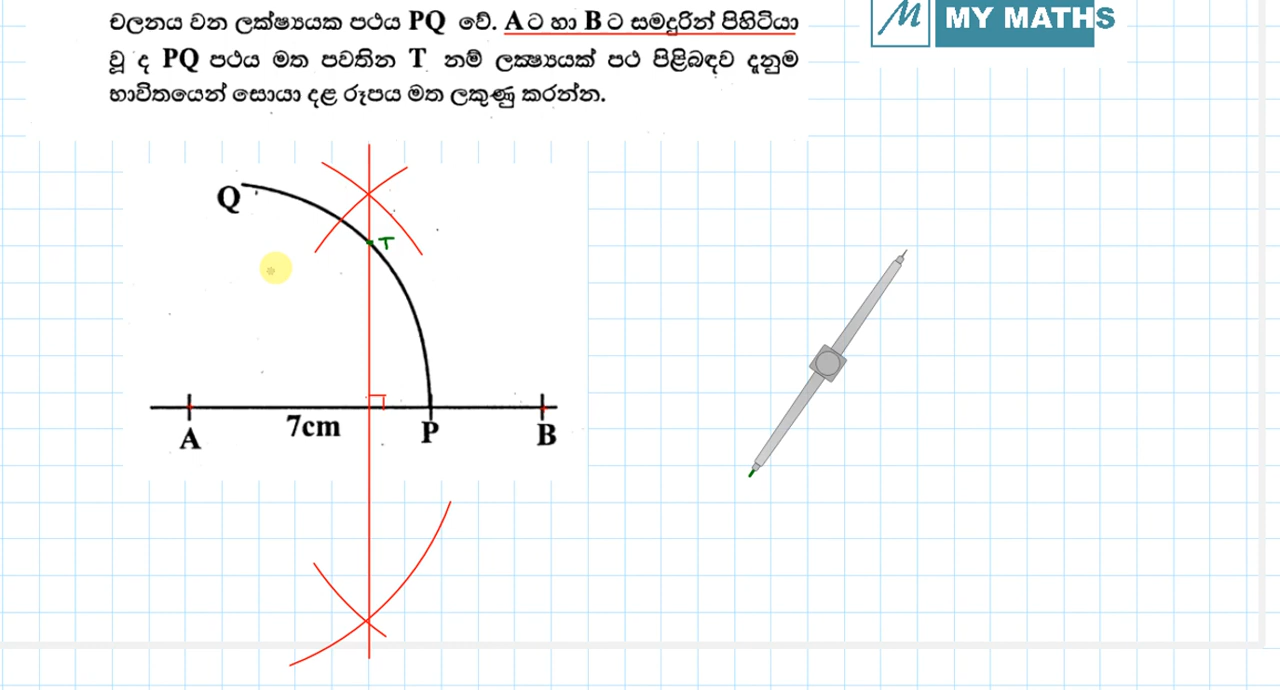 චලනය වන ලක්ෂ්‍යයක පථය PQ වේ. A ට හා B ට සමදුරින් පිහිටියා
වූ ද PQ පථය මත පවතින T නම් ලක්‍ෂ්‍යයක් පථ පිළිබඳව දැනුම
භාවිතයෙන් සොයා දළ රූපය මත ලකුණු කරන්න.
M MY MATHS
Q
T
7cm
A
P
B